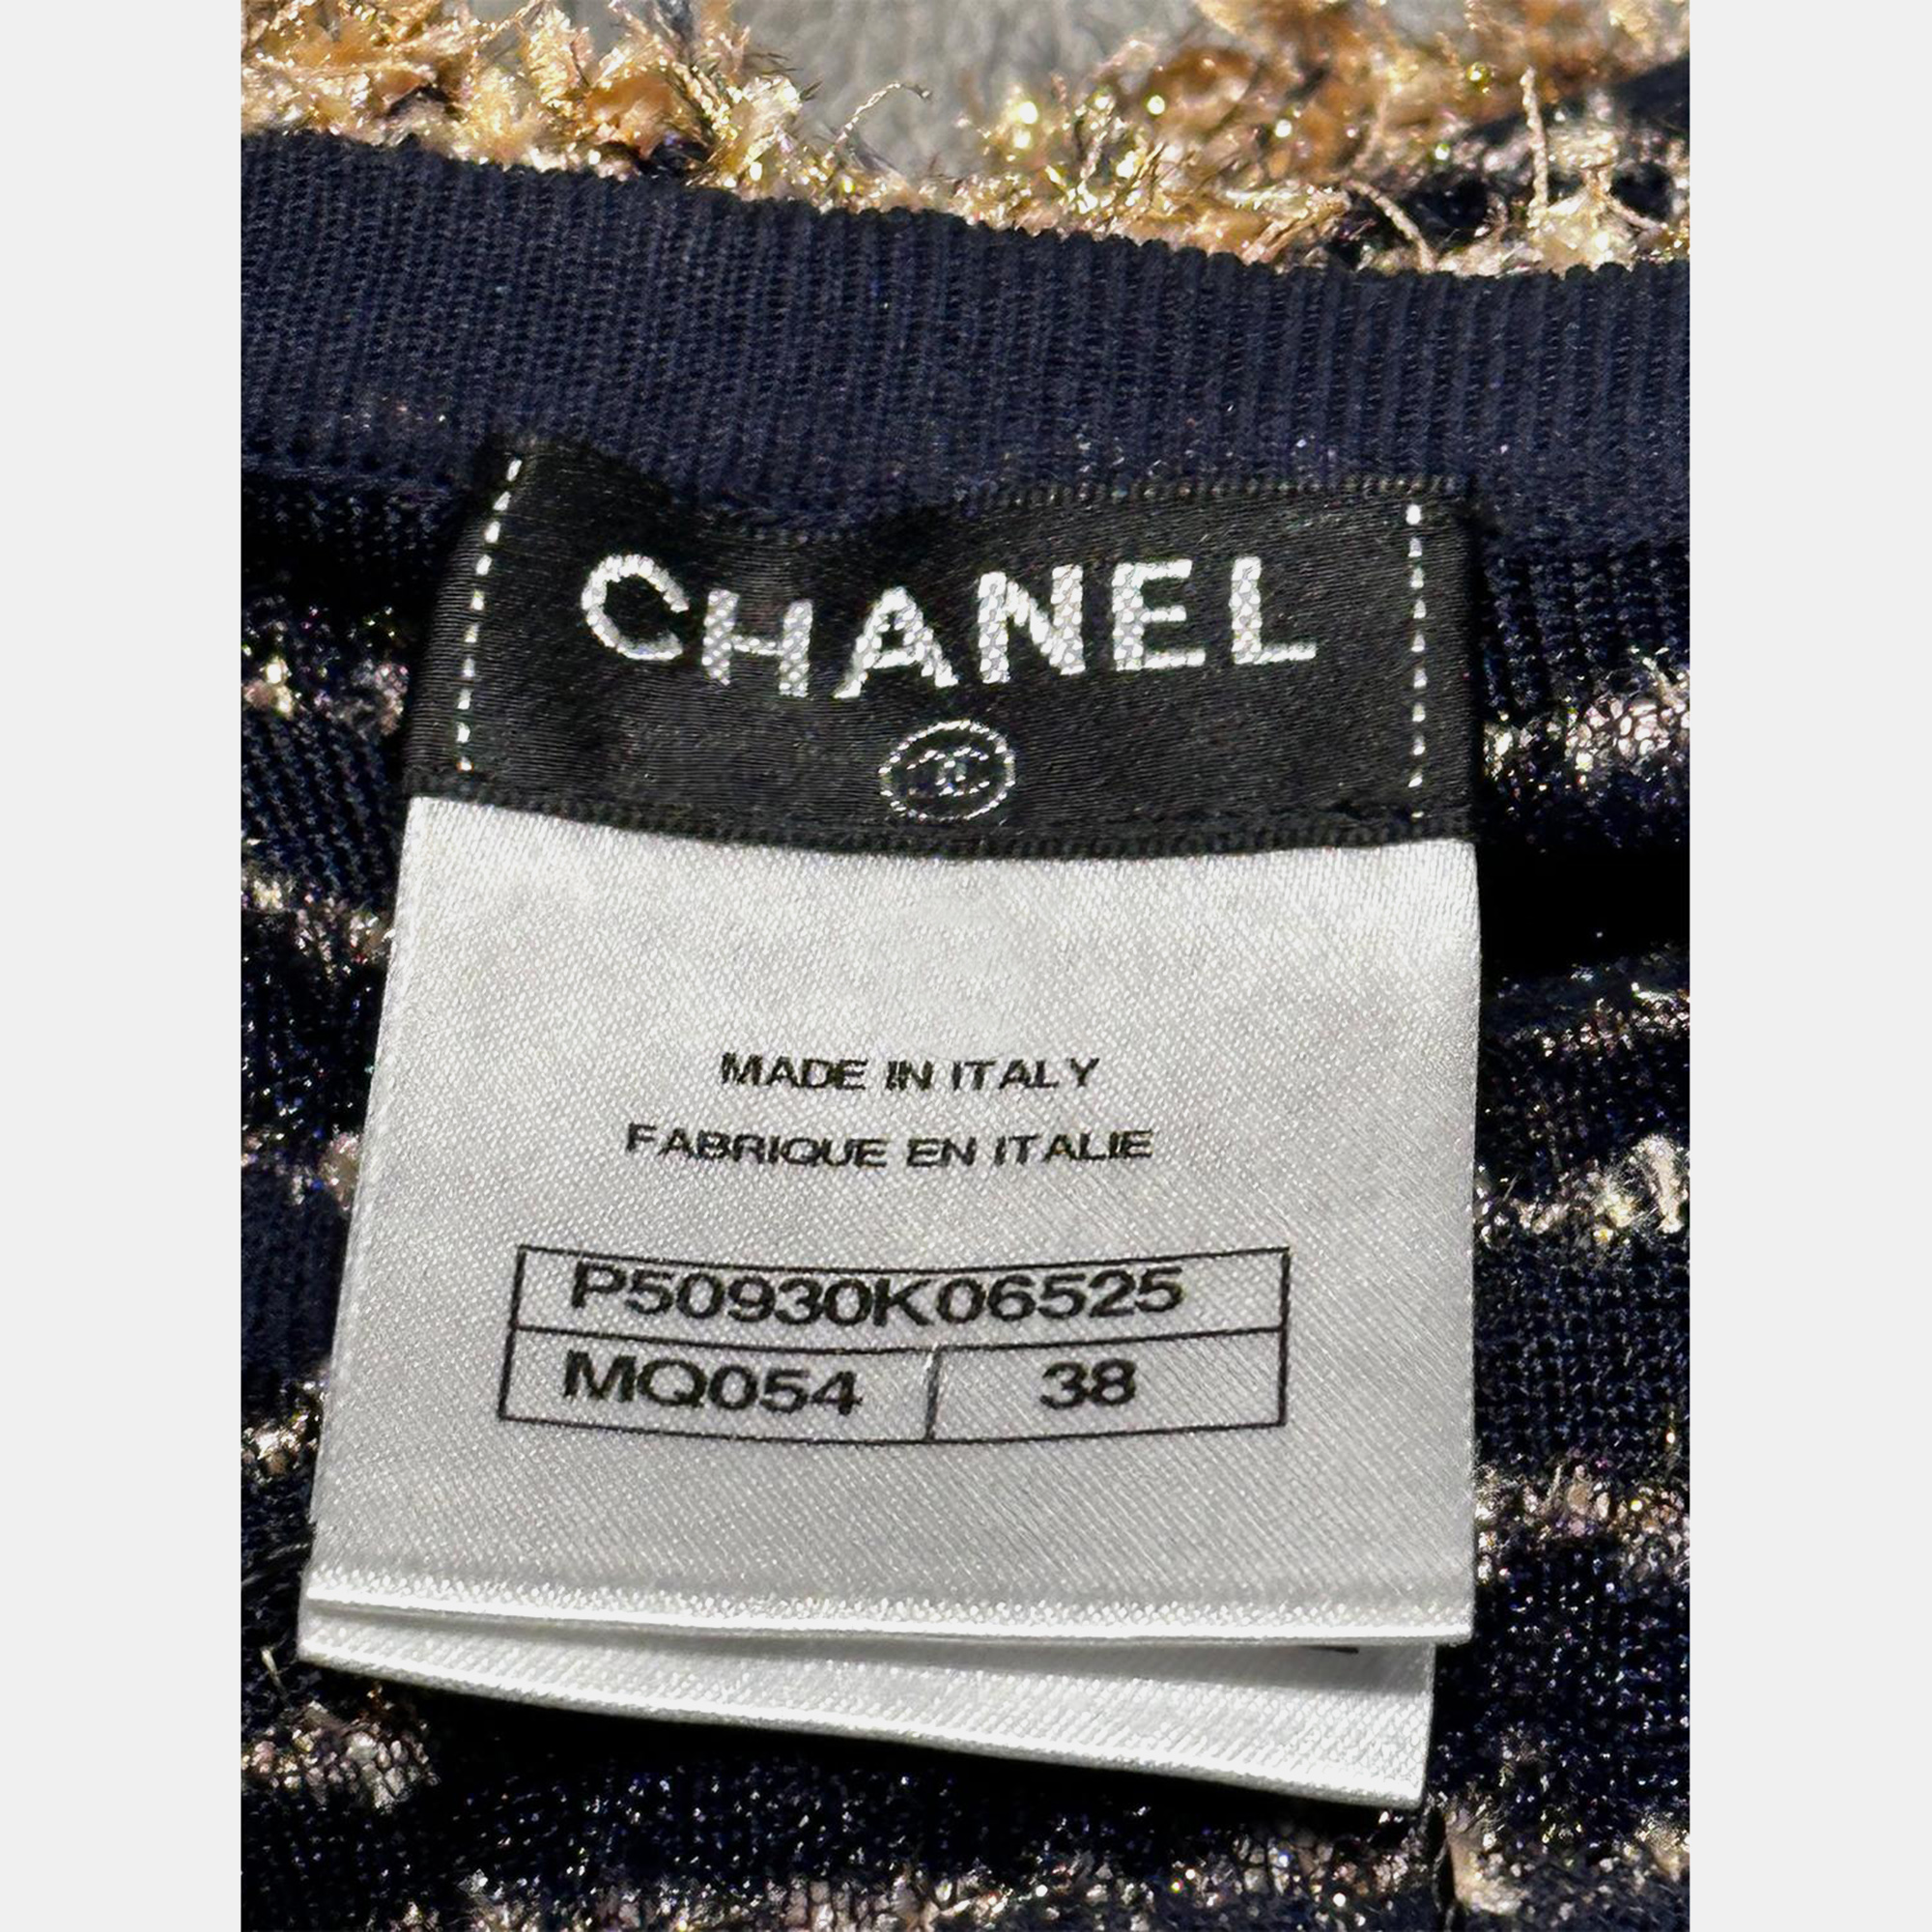 CHANEL
MADE IN ITALY
FABRIQUE EN ITALIE
P50930K06525
MQ054 38